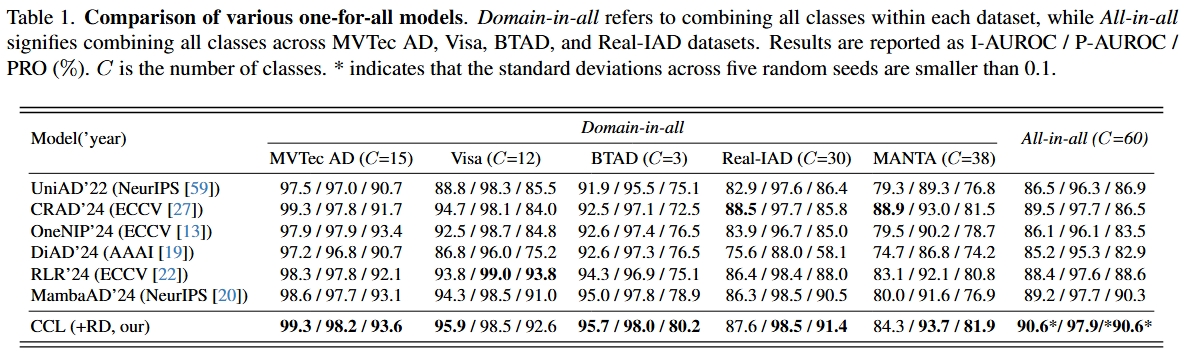 Table 1. Comparison of various one-for-all models. Domain-in-all refers to combining all classes within each dataset, while All-in-all
signifies combining all classes across MVTec AD, Visa, BTAD, and Real-IAD datasets. Results are reported as I-AUROC / P-AUROC /
PRO (%). C is the number of classes. * indicates that the standard deviations across five random seeds are smaller than 0.1.
Model('year) Domain-in-all All-in-all (C=60)
MVTec AD (C=15) Visa (C=12) BTAD (C=3) Real-IAD (C=30) MANTA (C=38)
UniAD'22 (NeurIPS [59]) 97.5 / 97.0 / 90.7 88.8 / 98.3 / 85.5 91.9 / 95.5 / 75.1 82.9 / 97.6 / 86.4 79.3 / 89.3 / 76.8 86.5 / 96.3 / 86.9
CRAD'24 (ECCV [27]) 99.3 / 97.8 / 91.7 94.7 / 98.1 / 84.0 92.5 / 97.1 / 72.5 88.5 / 97.7 / 85.8 88.9 / 93.0 / 81.5 89.5 / 97.7 / 86.5
OneNIP'24 (ECCV [13]) 97.9 / 97.9 / 93.4 92.5 / 98.7 / 84.8 92.6 / 97.4 / 76.5 83.9 / 96.7 / 85.0 79.5 / 90.2 / 78.7 86.1 / 96.1 / 83.5
DiAD'24 (AAAI [19]) 97.2 / 96.8 / 90.7 86.8 / 96.0 / 75.2 92.6 / 97.3 / 76.5 75.6 / 88.0 / 58.1 74.7 / 86.8 / 74.2 85.2 / 95.3 / 82.9
RLR'24 (ECCV [22]) 98.3 / 97.8 / 92.1 93.8 / 99.0 / 93.8 94.3 / 96.9 / 75.1 86.4 / 98.4 / 88.0 83.1 / 92.1 / 80.8 88.4 / 97.6 / 88.6
MambaAD'24 (NeurIPS [20]) 98.6 / 97.7 / 93.1 94.3 / 98.5 / 91.0 95.0 / 97.8 / 78.9 86.3 / 98.5 / 90.5 80.0 / 91.6 / 76.9 89.2 / 97.7 / 90.3
CCL (+RD, our) 99.3 / 98.2 / 93.6 95.9 / 98.5 / 92.6 95.7 / 98.0 / 80.2 87.6 / 98.5 / 91.4 84.3 / 93.7 / 81.9 90.6*/ 97.9/*90.6*